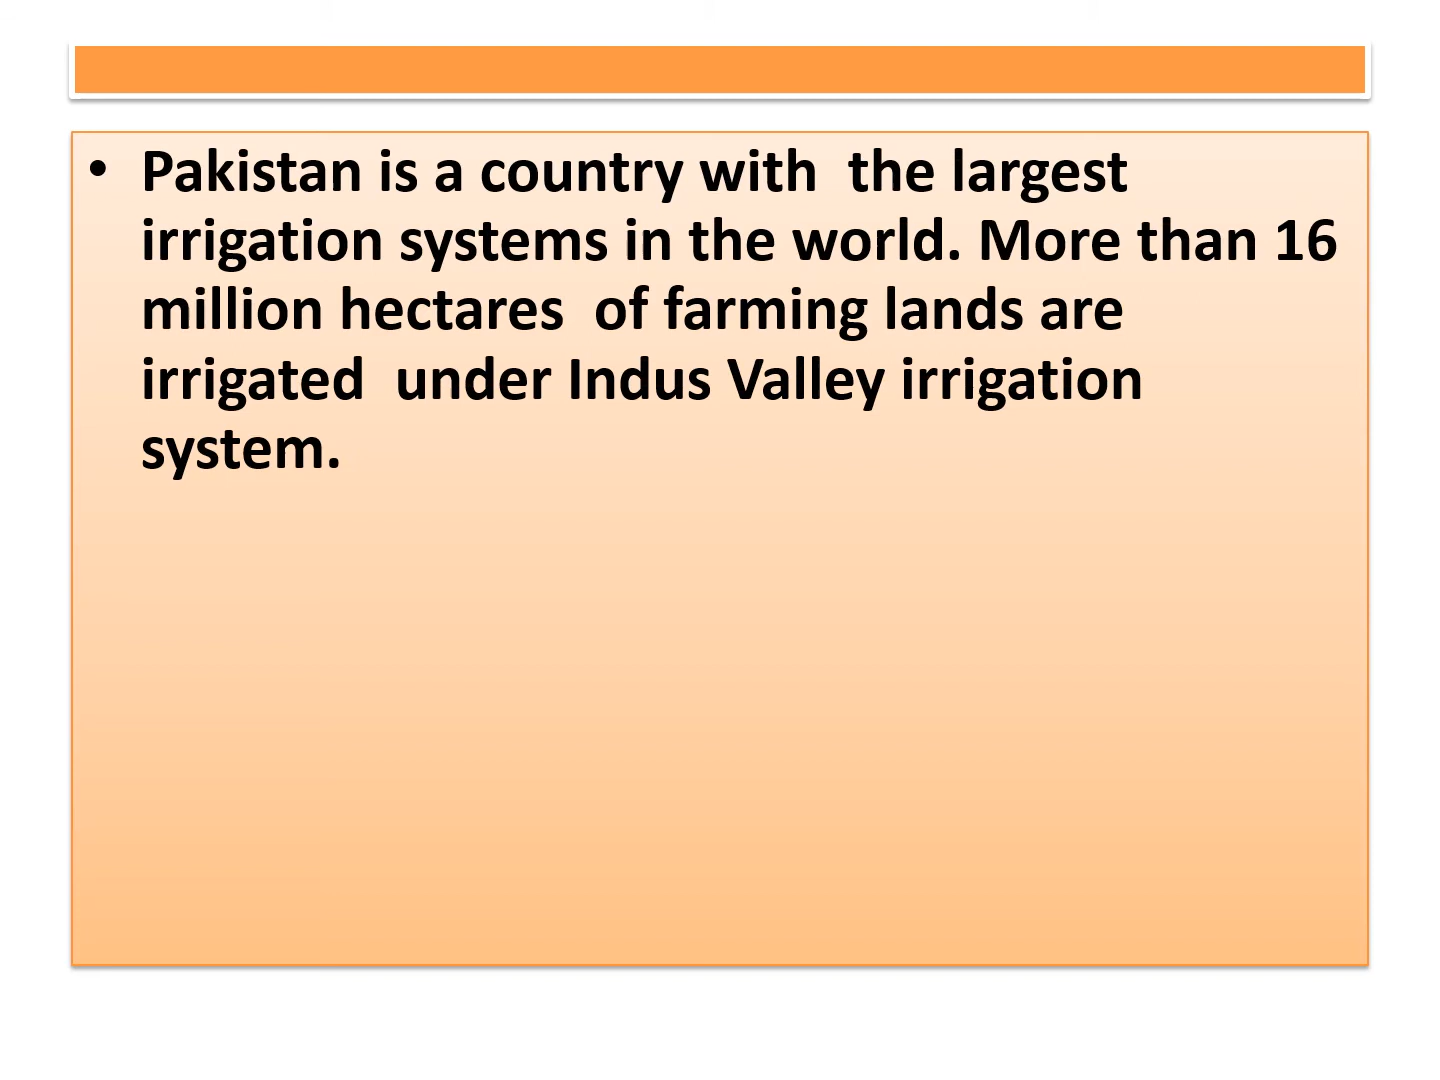 • Pakistan is a country with  the largest
irrigation systems in the world. More than 16
million hectares  of farming lands are
irrigated  under Indus Valley irrigation
system.